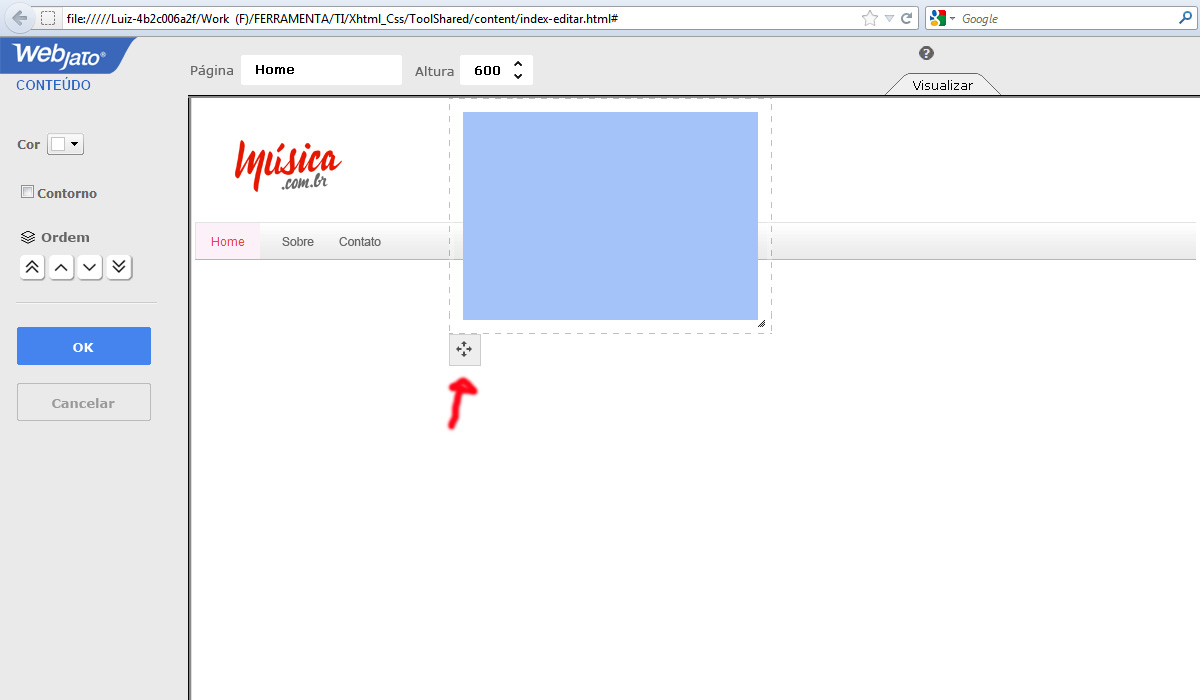 file://///Luiz-4b2c006a2f/Work (F)/FERRAMENTA/TI/Xhtml_Css/ToolShared/content/index-editar.html#
Google
WebJato®
CONTEÚDO
Página
Home
Altura
600
?
Visualizar
Cor
Contorno
Ordem
OK
Cancelar
Música
.com.br
Home
Sobre
Contato